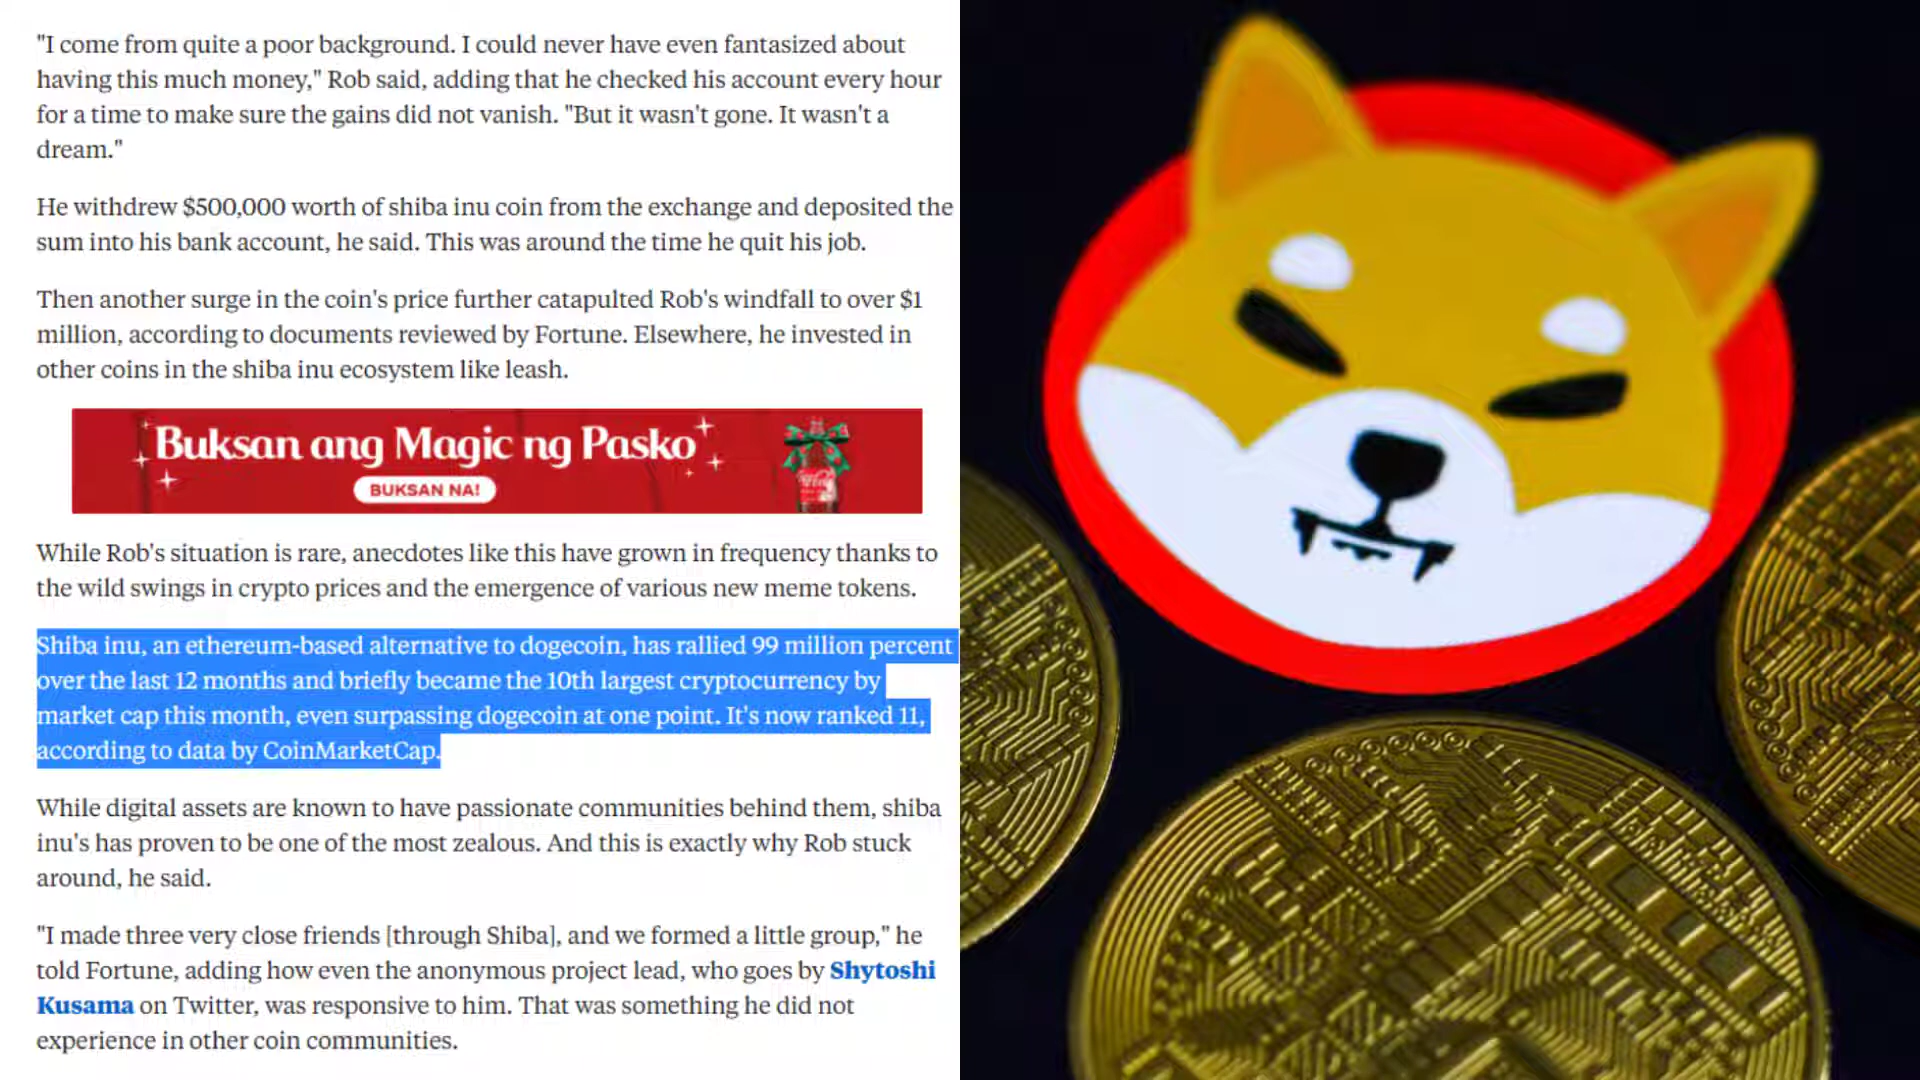 "I come from quite a poor background. I could never have even fantasized about
having this much money," Rob said, adding that he checked his account every hour
for a time to make sure the gains did not vanish. "But it wasn't gone. It wasn't a
dream."
He withdrew $500,000 worth of shiba inu coin from the exchange and deposited the
sum into his bank account, he said. This was around the time he quit his job.
Then another surge in the coin's price further catapulted Rob's windfall to over $1
million, according to documents reviewed by Fortune. Elsewhere, he invested in
other coins in the shiba inu ecosystem like leash.
Buksan ang Magic ng Pasko
BUKSAN NA!
While Rob's situation is rare, anecdotes like this have grown in frequency thanks to
the wild swings in crypto prices and the emergence of various new meme tokens.
Shiba inu, an ethereum-based alternative to dogecoin, has rallied 99 million percent
over the last 12 months and briefly became the 10th largest cryptocurrency by
market cap this month, even surpassing dogecoin at one point. It's now ranked 11,
according to data by CoinMarketCap.
While digital assets are known to have passionate communities behind them, shiba
inu's has proven to be one of the most zealous. And this is exactly why Rob stuck
around, he said.
"I made three very close friends [through Shiba], and we formed a little group," he
told Fortune, adding how even the anonymous project lead, who goes by Shytoshi
Kusama on Twitter, was responsive to him. That was something he did not
experience in other coin communities.